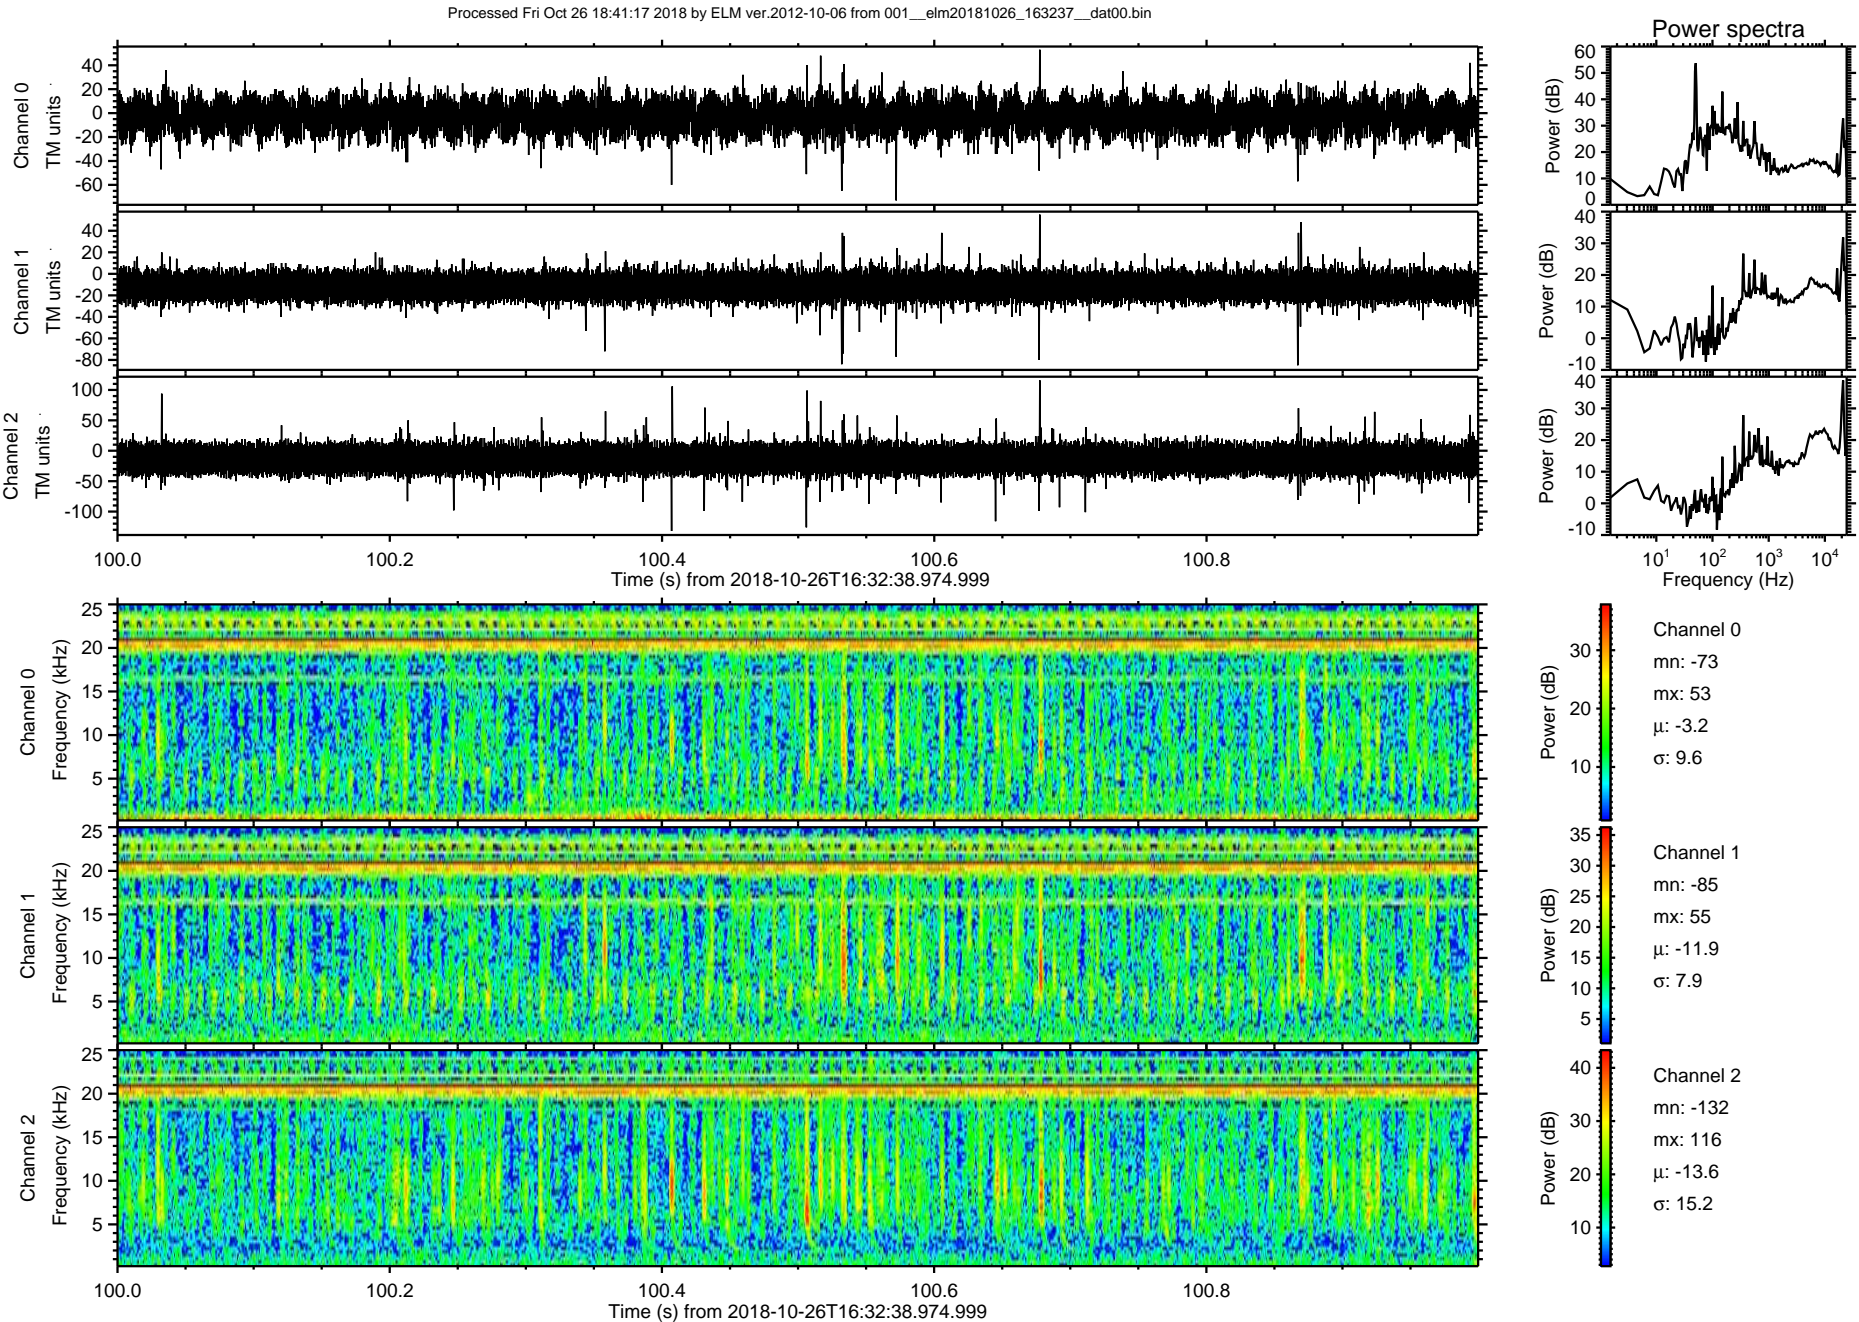 Processed Fri Oct 26 18:41:17 2018 by ELM ver.2012-10-06 from 001__elm20181026_163237__dat00.bin
Power spectra
Channel 0
TM units
40
20
0
-20
-40
-60
Power (dB)
60
50
40
30
20
10
0
Channel 1
TM units
40
20
0
-20
-40
-60
-80
Power (dB)
40
30
20
10
0
-10
Channel 2
TM units
100
50
0
-50
-100
Power (dB)
40
30
20
10
0
-10
100.0 100.2 100.4 100.6 100.8
Time (s) from 2018-10-26T16:32:38.974.999
10¹ 10² 10³ 10⁴
Frequency (Hz)
Channel 0
Frequency (kHz)
25
20
15
10
5
Power (dB)
30
20
10
Channel 0
mn: -73
mx: 53
μ: -3.2
σ: 9.6
Channel 1
Frequency (kHz)
25
20
15
10
5
Power (dB)
35
30
25
20
15
10
5
Channel 1
mn: -85
mx: 55
μ: -11.9
σ: 7.9
Channel 2
Frequency (kHz)
25
20
15
10
5
Power (dB)
40
30
20
10
Channel 2
mn: -132
mx: 116
μ: -13.6
σ: 15.2
100.0 100.2 100.4 100.6 100.8
Time (s) from 2018-10-26T16:32:38.974.999